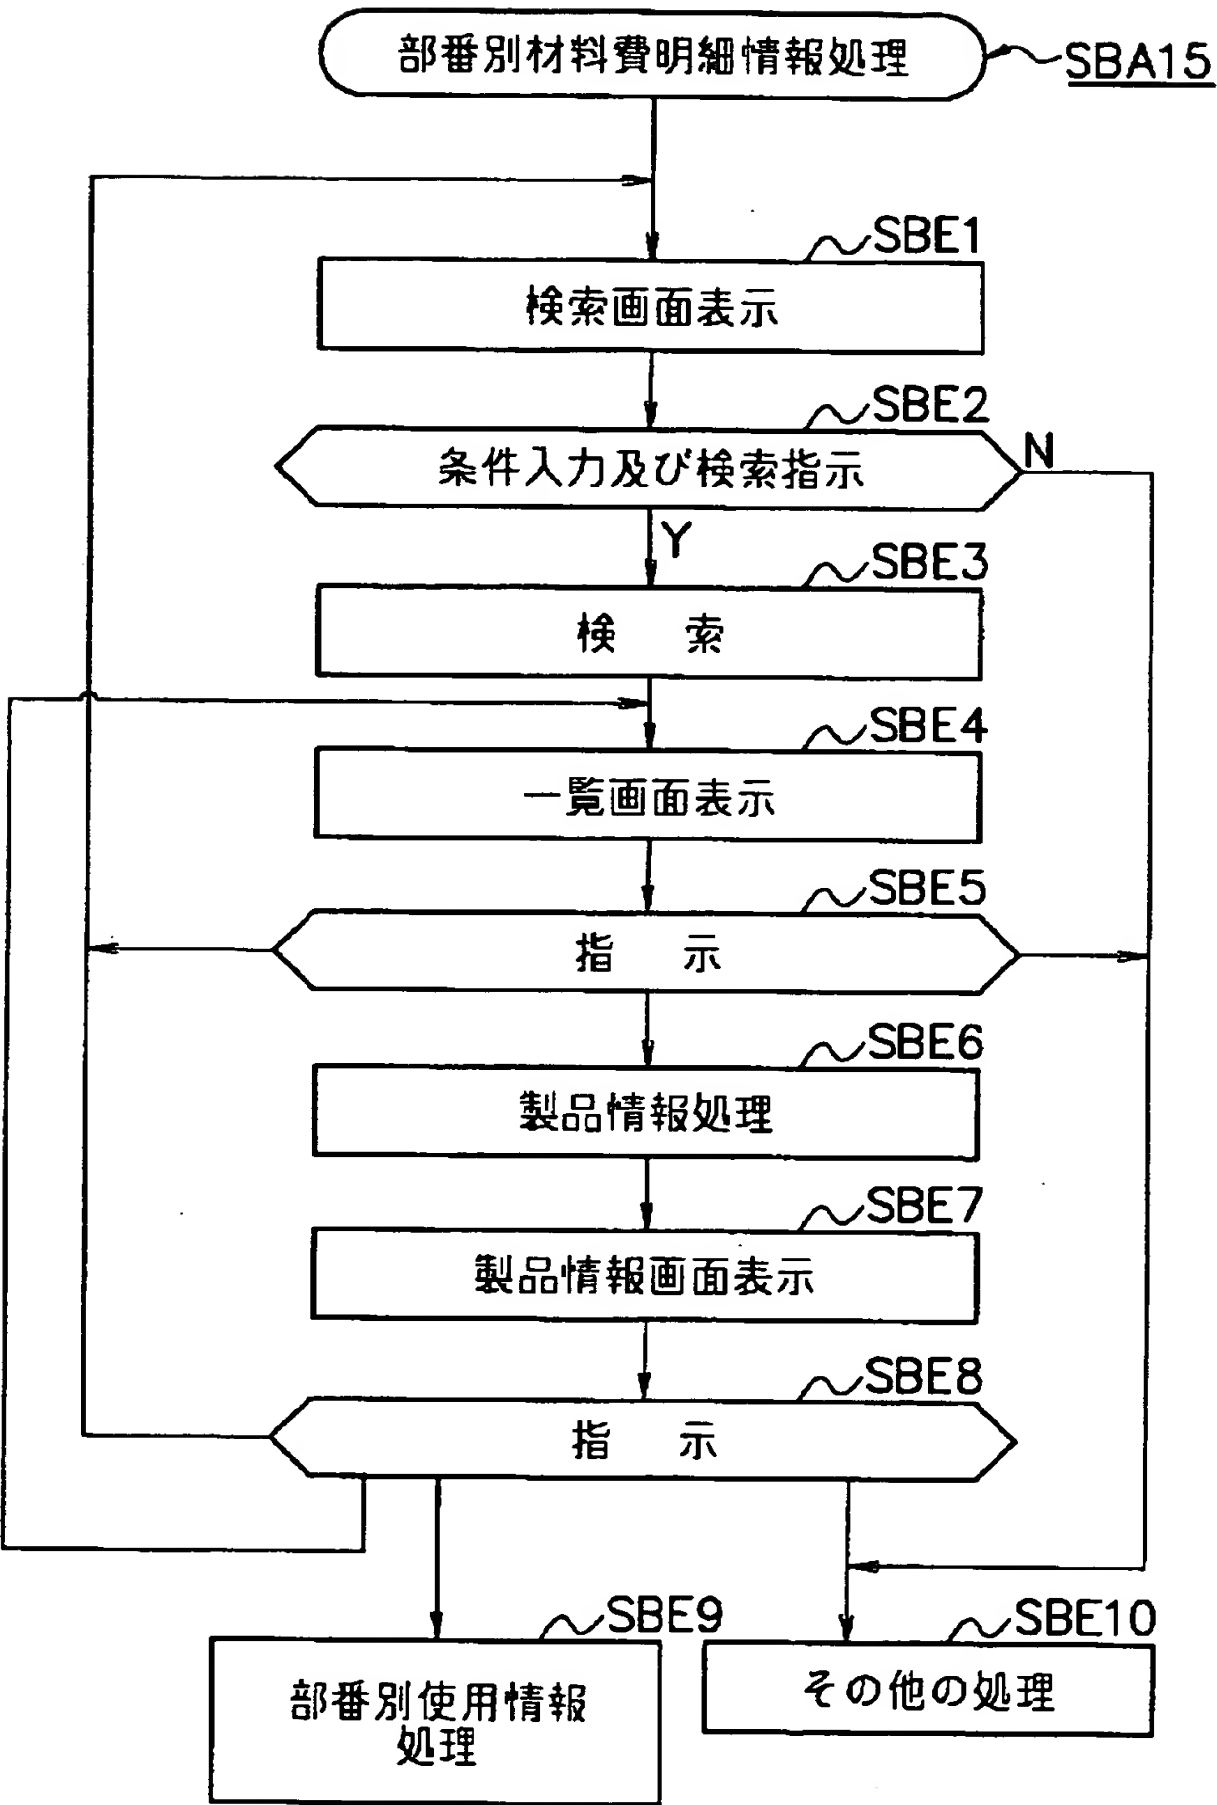 部番別材料費明細情報処理
SBA15
SBE1
検索画面表示
SBE2
条件入力及び検索指示
N
Y
SBE3
検 索
SBE4
一覧画面表示
SBE5
指 示
SBE6
製品情報処理
SBE7
製品情報画面表示
SBE8
指 示
SBE9
部番別使用情報
処理
SBE10
その他の処理